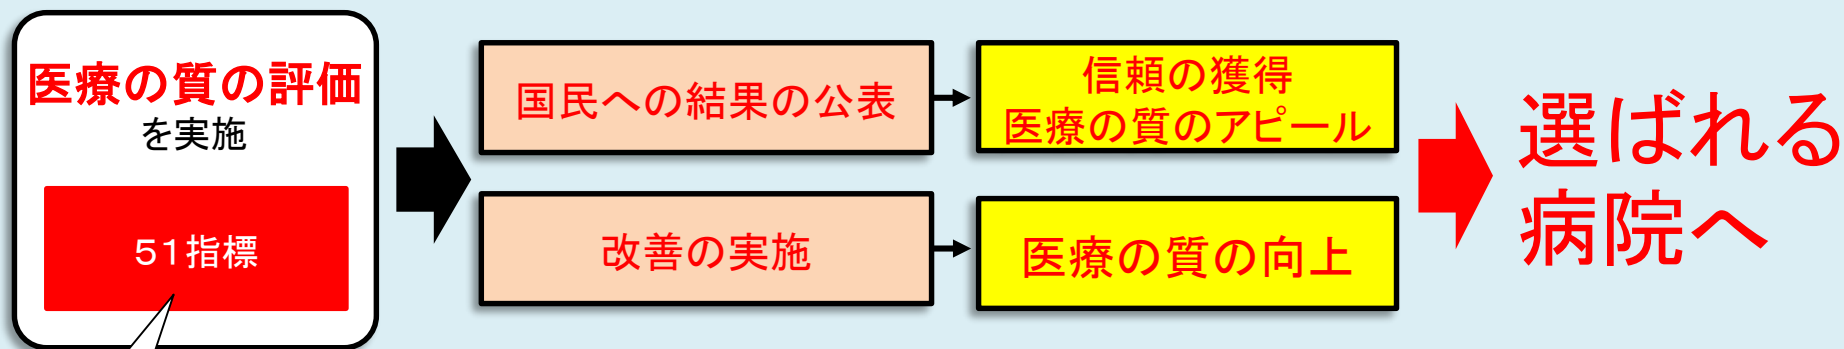 医療の質の評価
を実施
51指標
国民への結果の公表
信頼の獲得
医療の質のアピール
改善の実施
医療の質の向上
選ばれる
病院へ